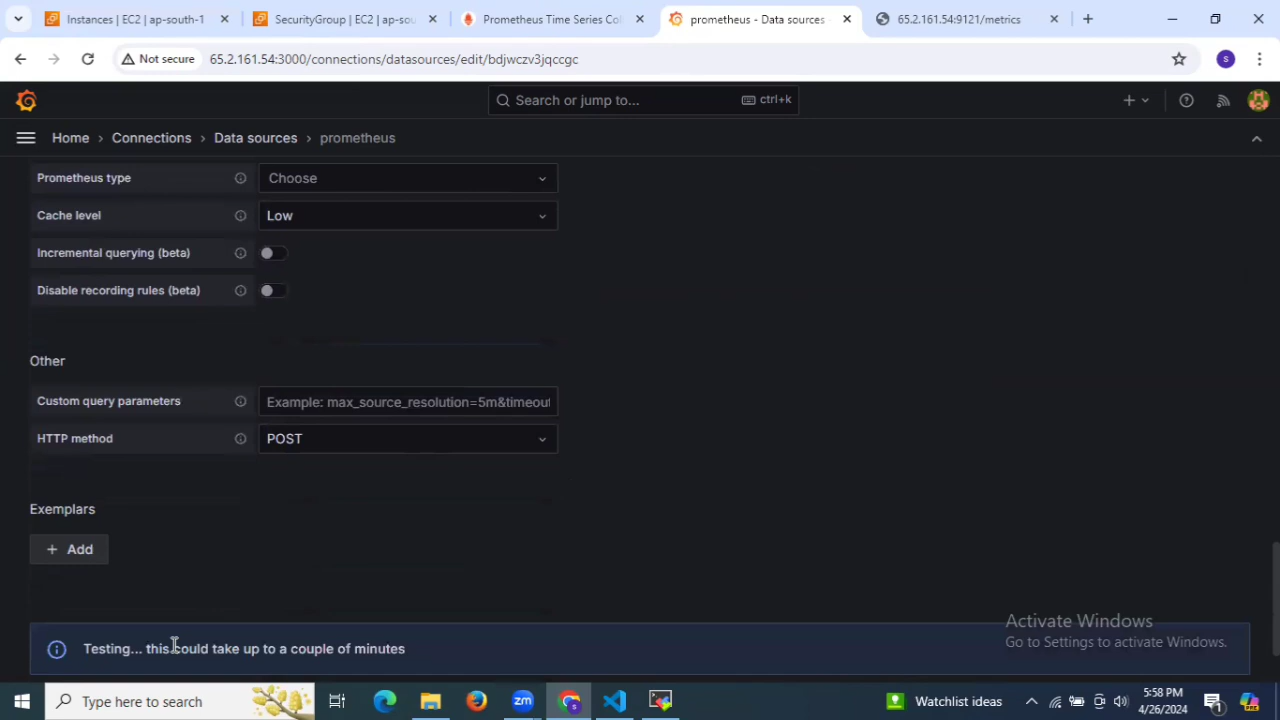 Instances | EC2 | ap-south-1
SecurityGroup | EC2 | ap-sou
Prometheus Time Series Col
prometheus - Data sources
65.2.161.54:9121/metrics
Not secure
65.2.161.54:3000/connections/datasources/edit/bdjwczv3jqccgc
S
Search or jump to...
ctrl+k
Home › Connections › Data sources › prometheus
Prometheus type
Choose
Cache level
Low
Incremental querying (beta)
Disable recording rules (beta)
Other
Custom query parameters
Example: max_source_resolution=5m&timeout
HTTP method
POST
Exemplars
+ Add
Testing... this could take up to a couple of minutes
Activate Windows
Go to Settings to activate Windows.
Type here to search
zm
Watchlist ideas
5:58 PM
4/26/2024
1
PRE